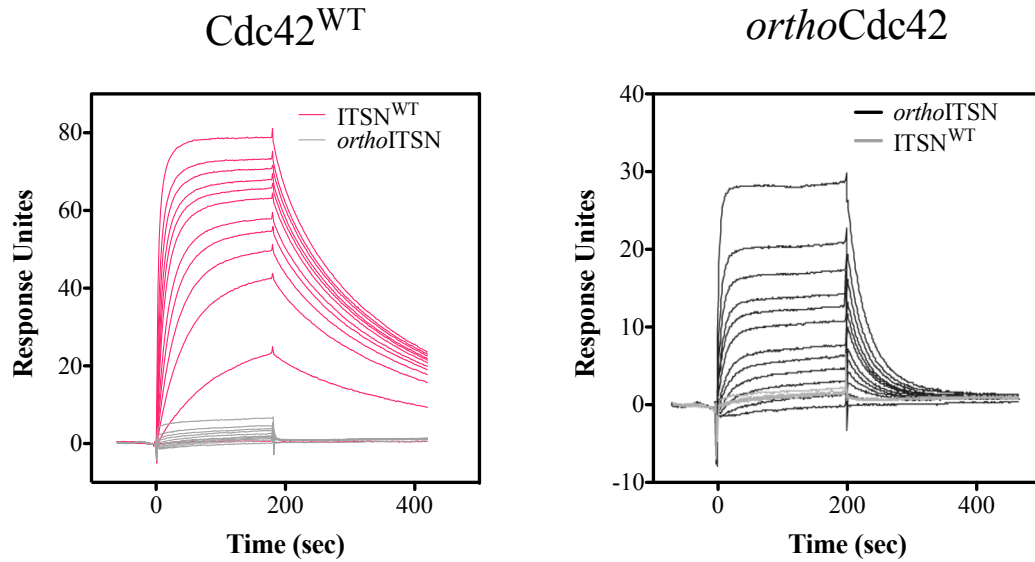 Cdc42WT
ITSNWT
orthoITSN
80
60
40
20
0
Response Unites
0
200
400
Time (sec)
orthoCdc42
orthoITSN
ITSNWT
40
30
20
10
0
-10
Response Unites
0
200
400
Time (sec)